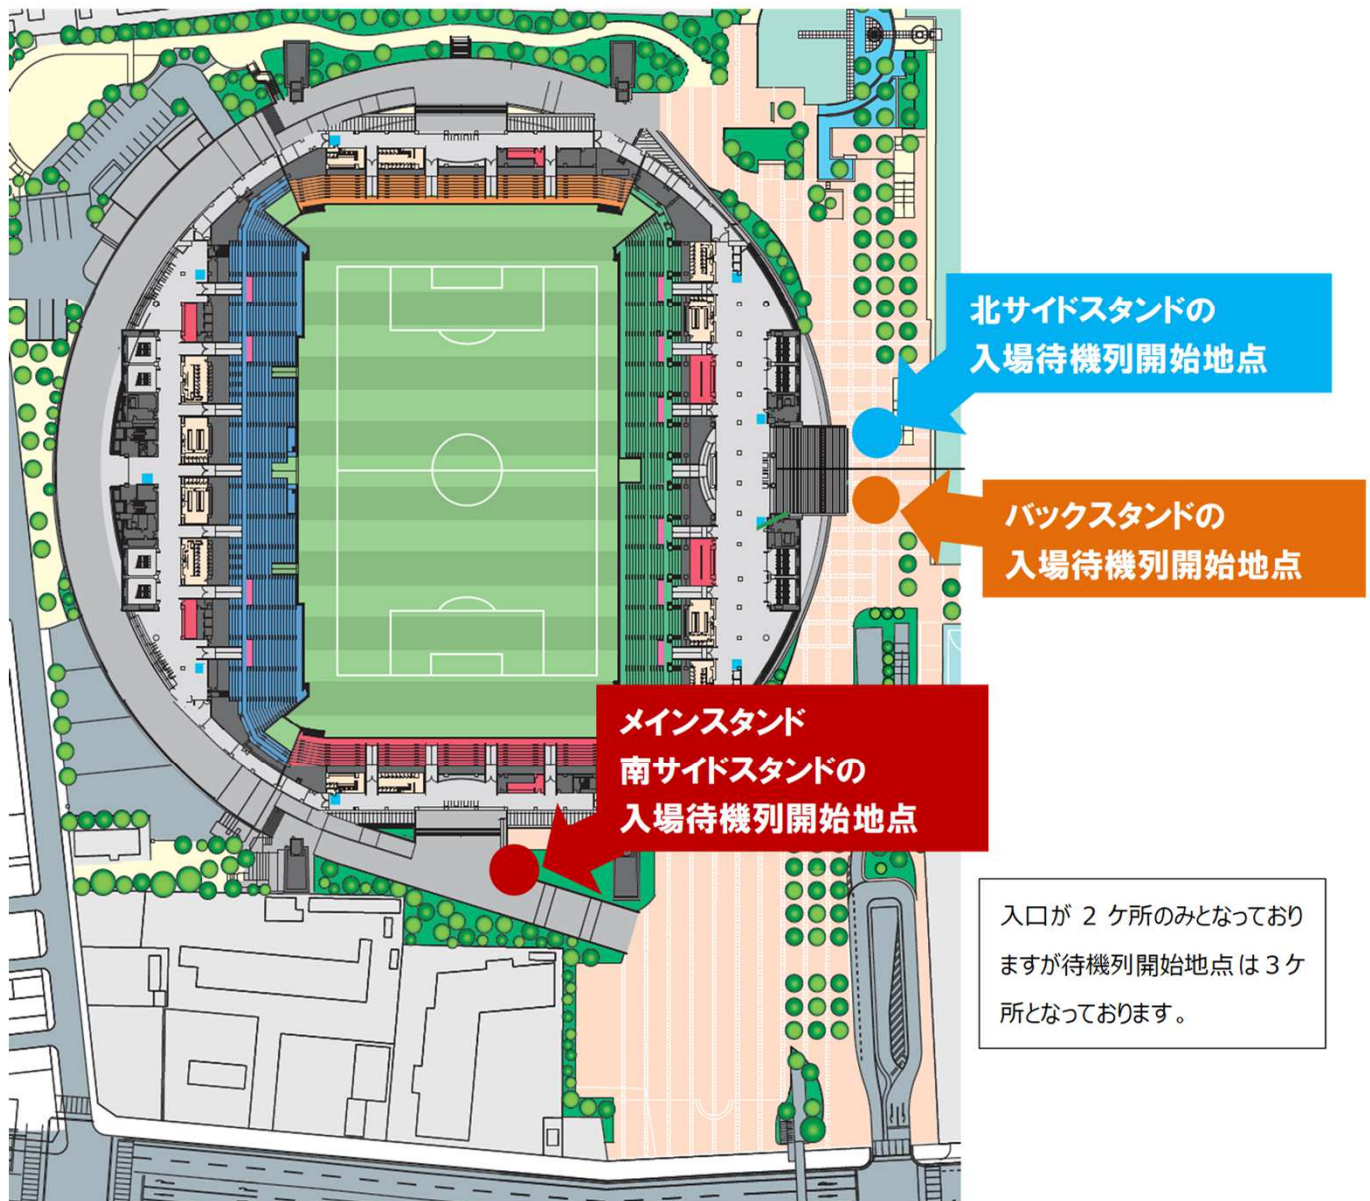 北サイドスタンドの
入場待機列開始地点
バックスタンドの
入場待機列開始地点
メインスタンド
南サイドスタンドの
入場待機列開始地点
入口が 2 ケ所のみとなっており
ますが待機列開始地点は3ケ
所となっております。